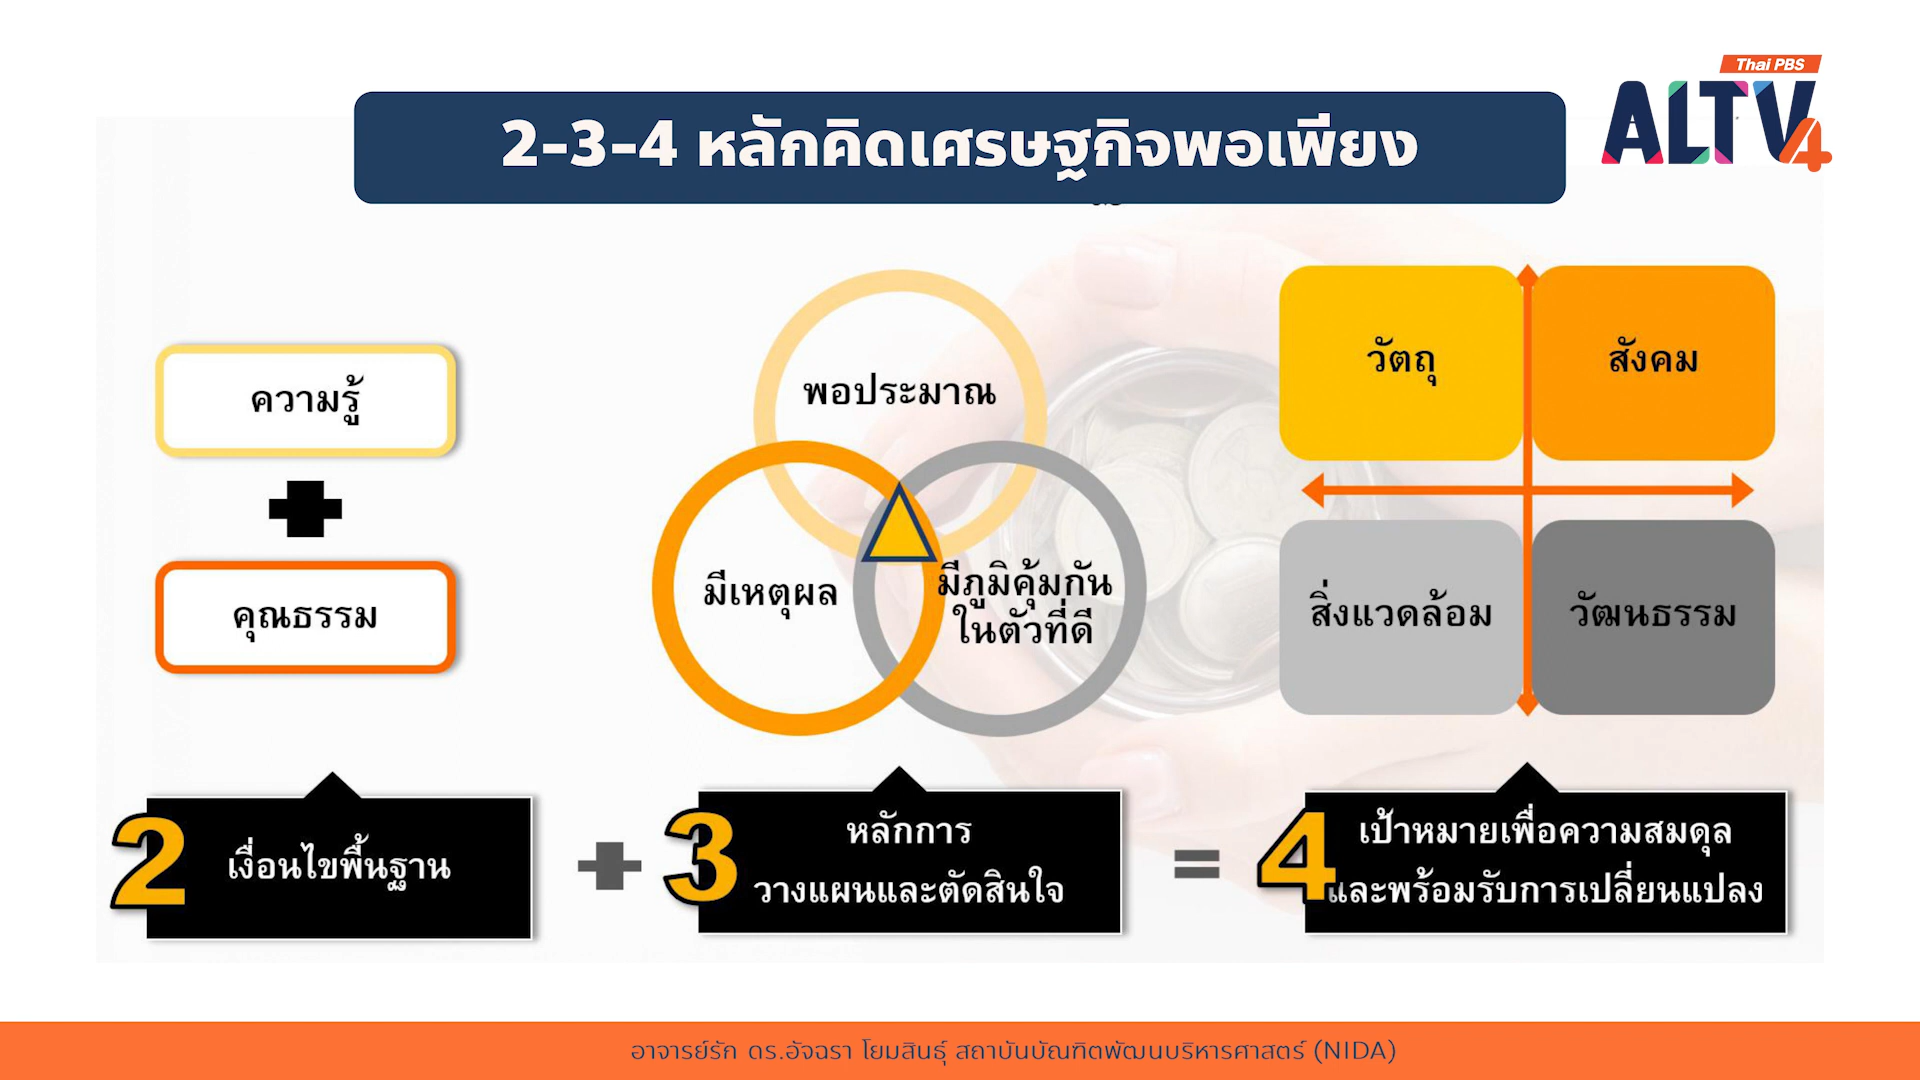 Thai PBS
ALTV4
2-3-4 หลักคิดเศรษฐกิจพอเพียง
ความรู้
คุณธรรม
พอประมาณ
มีเหตุผล
มีภูมิคุ้มกัน
ในตัวที่ดี
วัตถุ
สังคม
สิ่งแวดล้อม
วัฒนธรรม
2
เงื่อนไขพื้นฐาน
+
3
หลักการ
วางแผนและตัดสินใจ
=
4
เป้าหมายเพื่อความสมดุล
และพร้อมรับการเปลี่ยนแปลง
อาจารย์รัก ดร.อัจฉรา โยมสินธุ์ สถาบันบัณฑิตพัฒนบริหารศาสตร์ (NIDA)